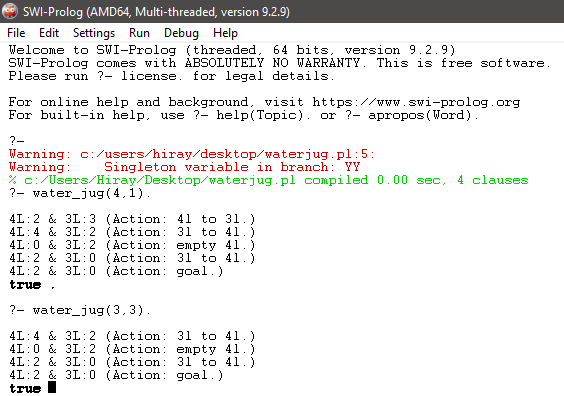 SWI-Prolog (AMD64, Multi-threaded, version 9.2.9)
File Edit Settings Run Debug Help
Welcome to SWI-Prolog (threaded, 64 bits, version 9.2.9)
SWI-Prolog comes with ABSOLUTELY NO WARRANTY. This is free software.
Please run ?- license. for legal details.
For online help and background, visit https://www.swi-prolog.org
For built-in help, use ?- help(Topic). or ?- apropos(Word).
?-
Warning: c:/users/hiray/desktop/waterjug.pl:5:
Warning:    Singleton variable in branch: YY
% c:/Users/Hiray/Desktop/waterjug.pl compiled 0.00 sec, 4 clauses
?- water_jug(4,1).
4L:2 & 3L:3 (Action: 4l to 3l.)
4L:4 & 3L:2 (Action: 3l to 4l.)
4L:0 & 3L:2 (Action: empty 4l.)
4L:2 & 3L:0 (Action: 3l to 4l.)
4L:2 & 3L:0 (Action: goal.)
true .
?- water_jug(3,3).
4L:4 & 3L:2 (Action: 3l to 4l.)
4L:0 & 3L:2 (Action: empty 4l.)
4L:2 & 3L:0 (Action: 3l to 4l.)
4L:2 & 3L:0 (Action: goal.)
true